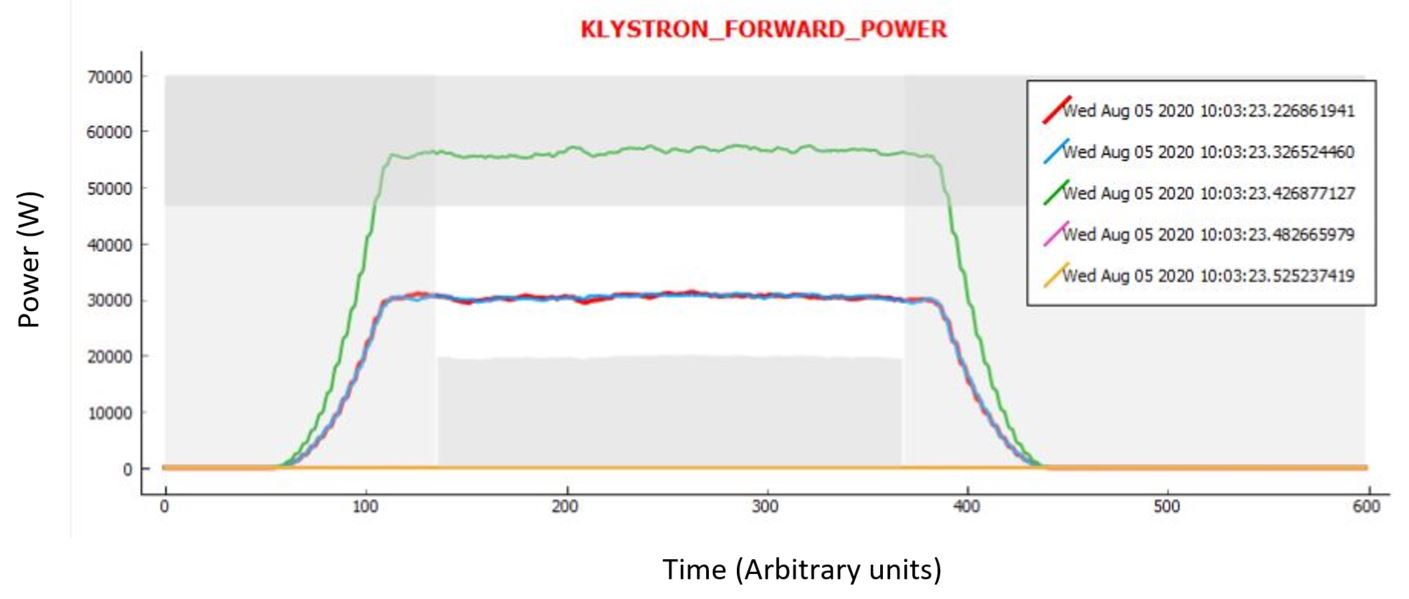 KLYSTRON_FORWARD_POWER
70000
60000
50000
40000
30000
20000
10000
0
Power (W)
Wed Aug 05 2020 10:03:23.226861941
Wed Aug 05 2020 10:03:23.326524460
Wed Aug 05 2020 10:03:23.426877127
Wed Aug 05 2020 10:03:23.482665979
Wed Aug 05 2020 10:03:23.525237419
0 100 200 300 400 500 600
Time (Arbitrary units)